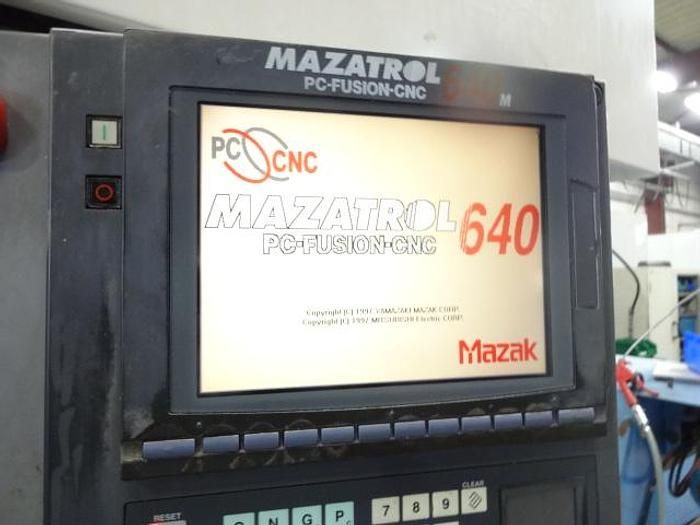 MAZATROL 640 M
PC-FUSION-CNC
PC CNC
MAZATROL 640
PC-FUSION-CNC
Copyright (C) 1997 YAMAZAKI MAZAK CORP.
Copyright (C) 1997 MITSUBISHI Electric CORP.
Mazak
RESET
O N G P
7 8 9
CLEAR